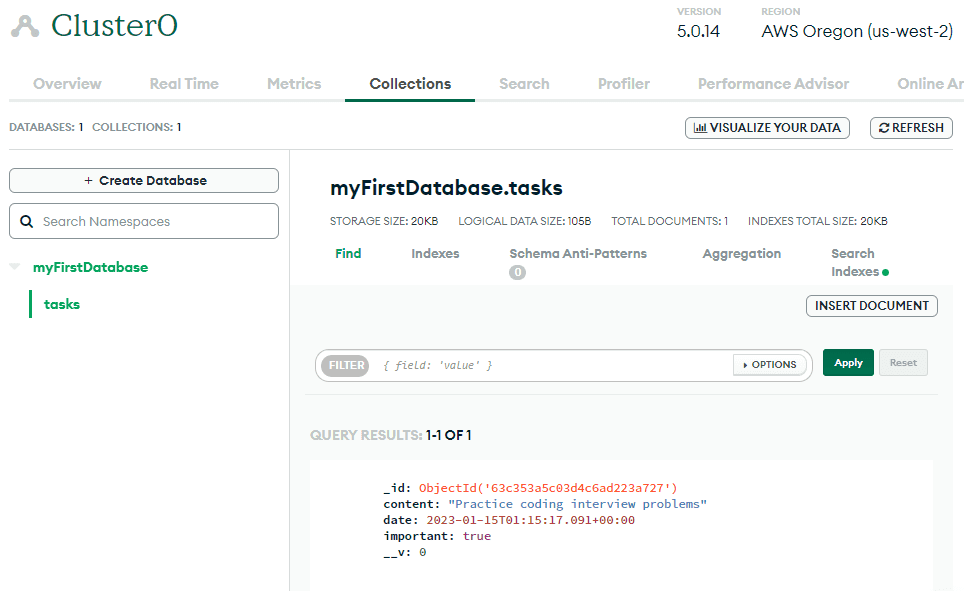 Cluster0
VERSION
5.0.14
REGION
AWS Oregon (us-west-2)
Overview Real Time Metrics Collections Search Profiler Performance Advisor Online Ar
DATABASES: 1 COLLECTIONS: 1
VISUALIZE YOUR DATA
REFRESH
+ Create Database
Search Namespaces
myFirstDatabase
tasks
myFirstDatabase.tasks
STORAGE SIZE: 20KB LOGICAL DATA SIZE: 105B TOTAL DOCUMENTS: 1 INDEXES TOTAL SIZE: 20KB
Find Indexes Schema Anti-Patterns Aggregation Search
0 Indexes
INSERT DOCUMENT
FILTER { field: 'value' } OPTIONS Apply Reset
QUERY RESULTS: 1-1 OF 1
_id: ObjectId('63c353a5c03d4c6ad223a727')
content: "Practice coding interview problems"
date: 2023-01-15T01:15:17.091+00:00
important: true
__v: 0